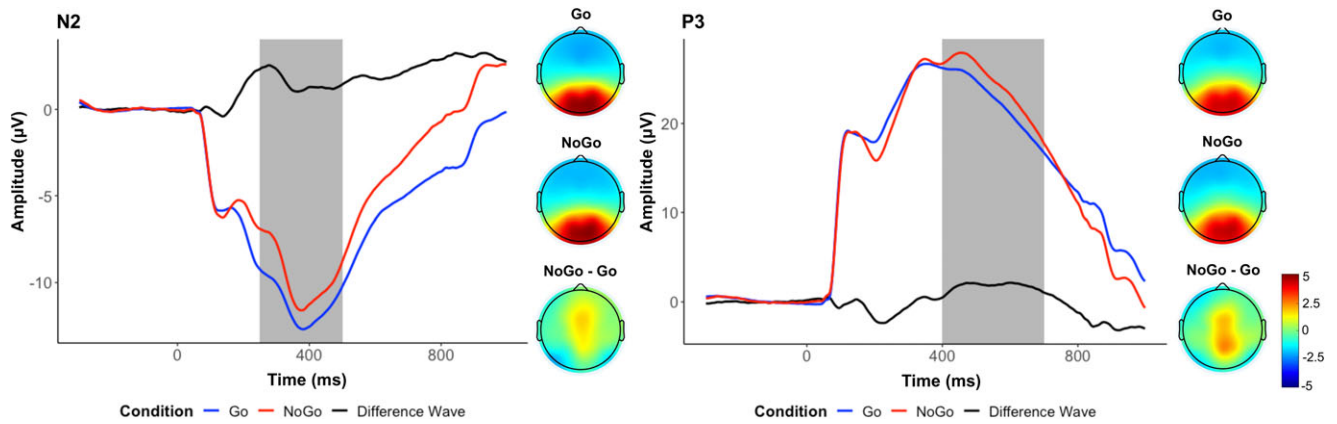 N2
Amplitude (µV)
0
-5
-10
0
400
800
Time (ms)
Condition Go NoGo Difference Wave
Go
NoGo
NoGo - Go
P3
Amplitude (µV)
20
10
0
0
400
800
Time (ms)
Condition Go NoGo Difference Wave
Go
NoGo
NoGo - Go
5
2.5
0
-2.5
-5